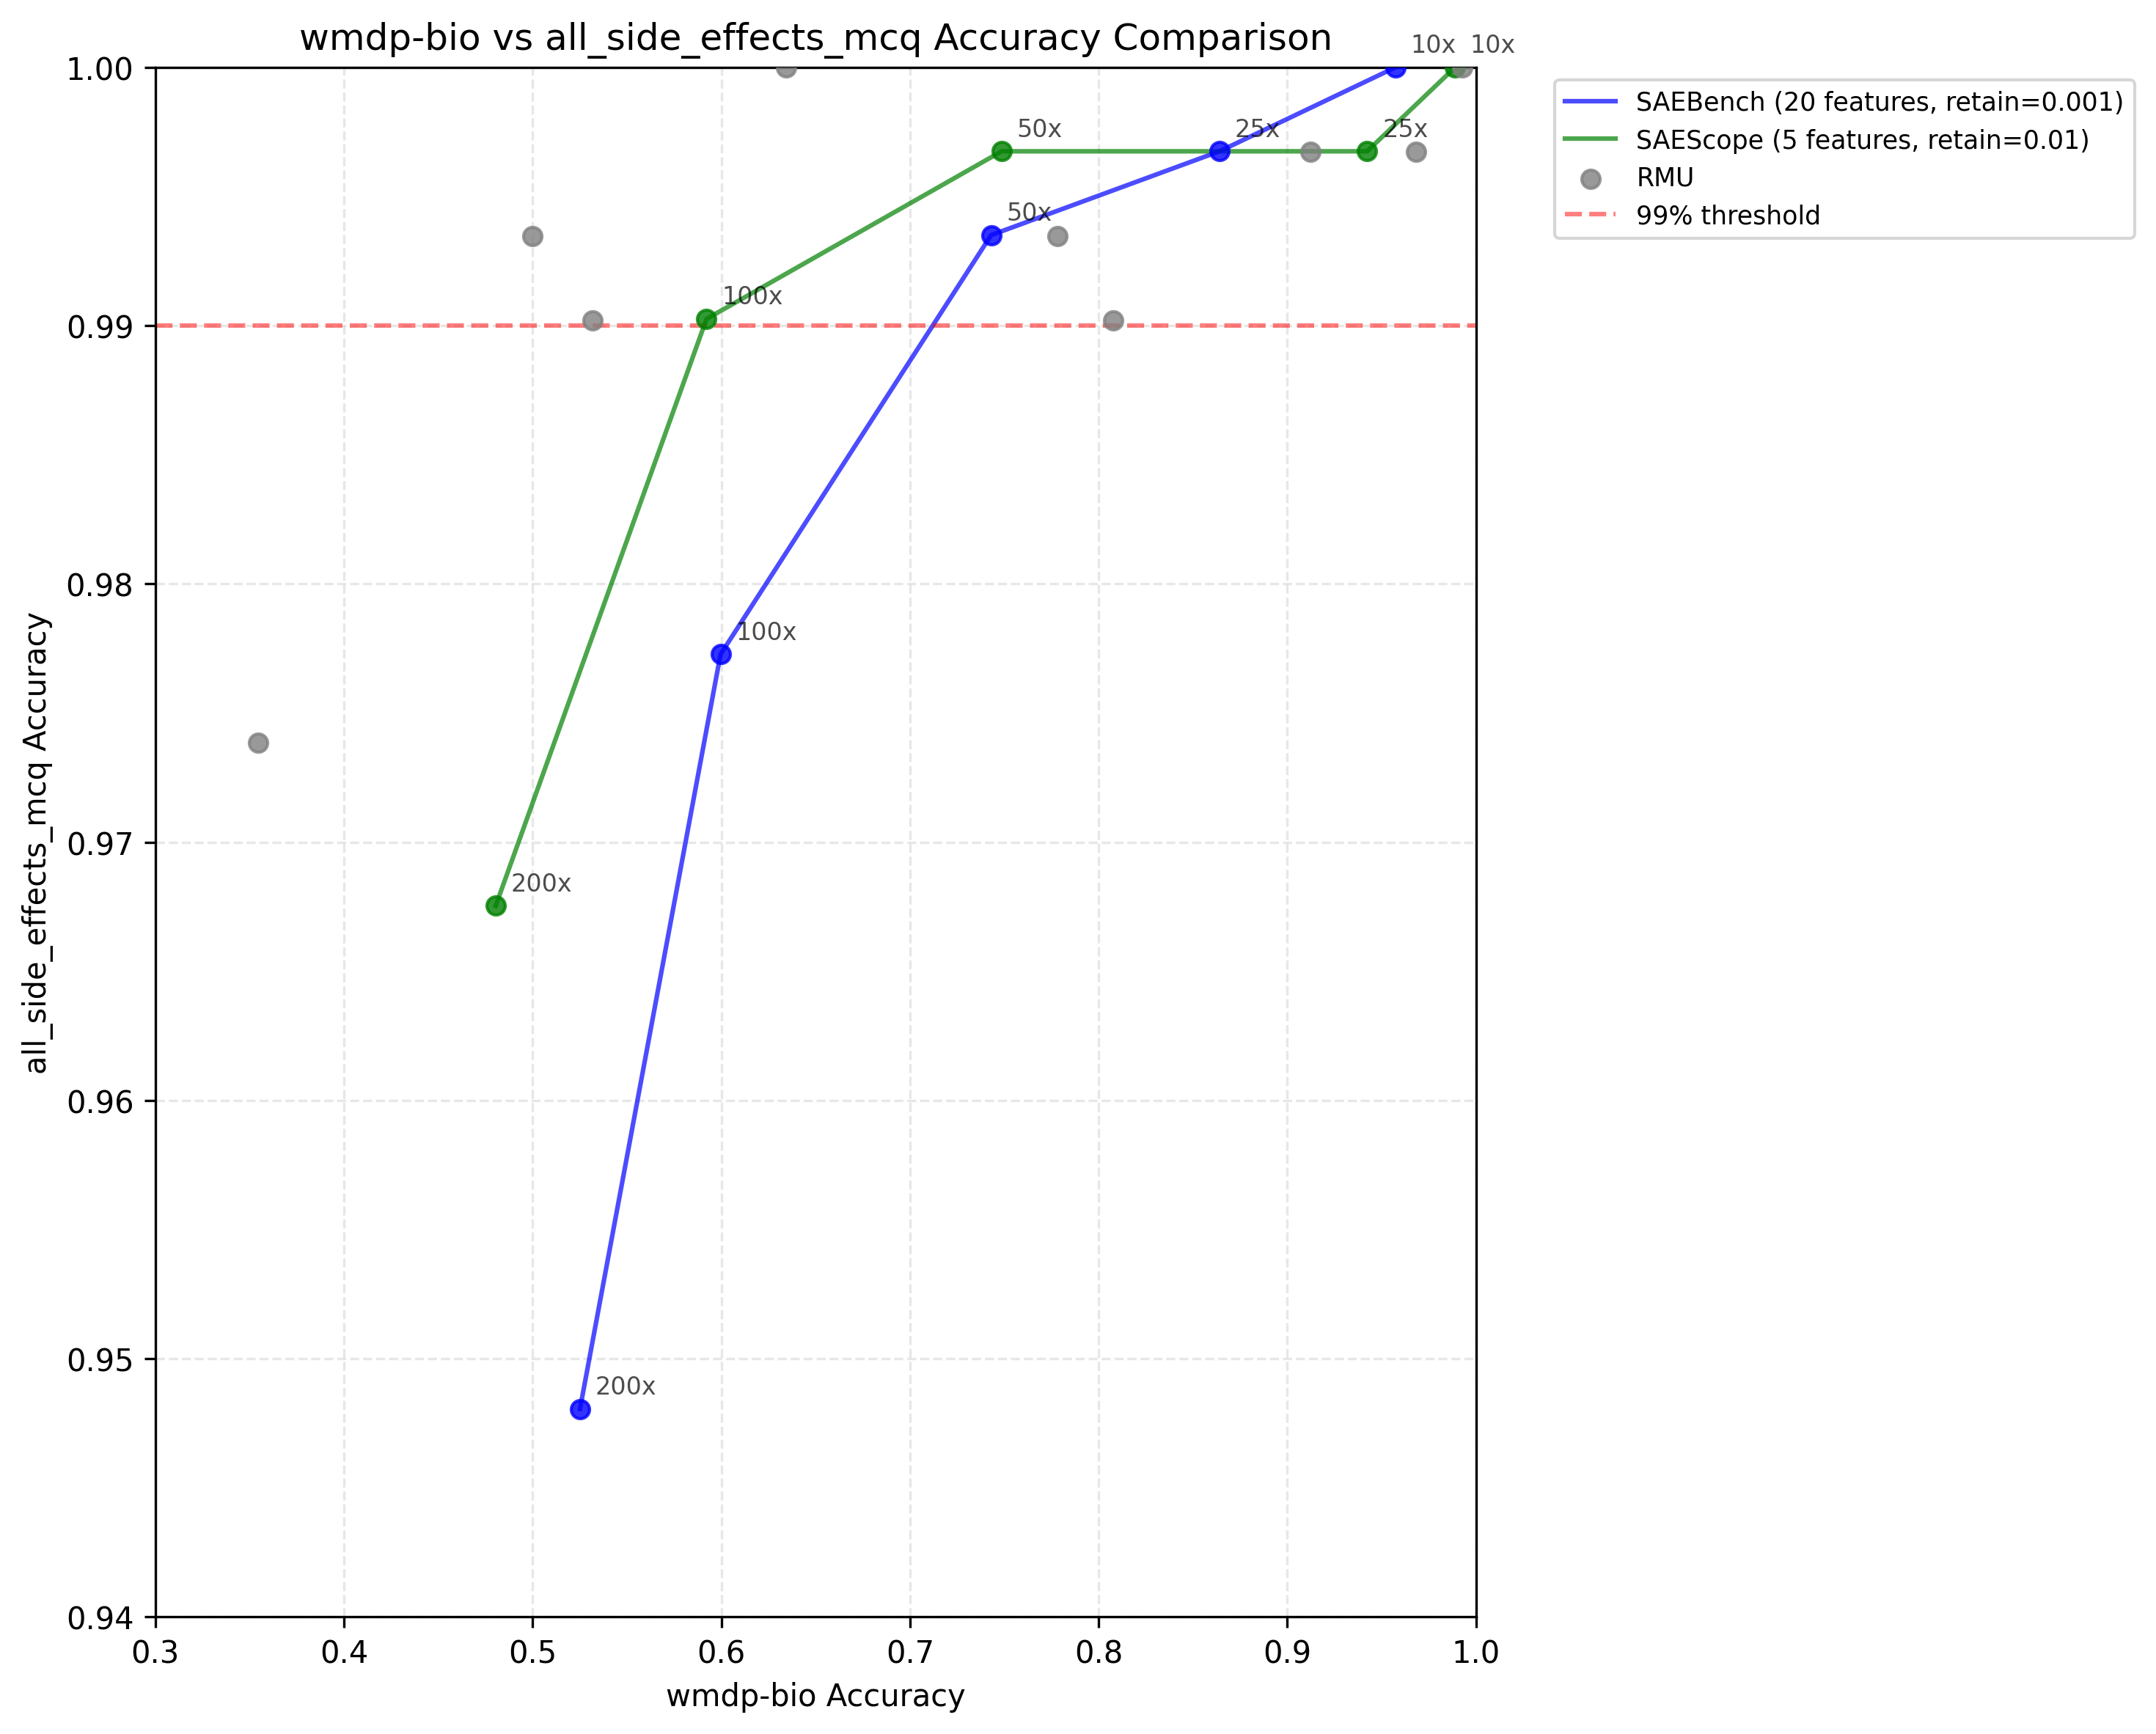 wmdp-bio vs all_side_effects_mcq Accuracy Comparison
10x 10x
SAEBench (20 features, retain=0.001)
SAEScope (5 features, retain=0.01)
RMU
99% threshold
50x
25x
25x
50x
100x
100x
200x
200x
1.00
0.99
0.98
0.97
0.96
0.95
0.94
all_side_effects_mcq Accuracy
0.3 0.4 0.5 0.6 0.7 0.8 0.9 1.0
wmdp-bio Accuracy